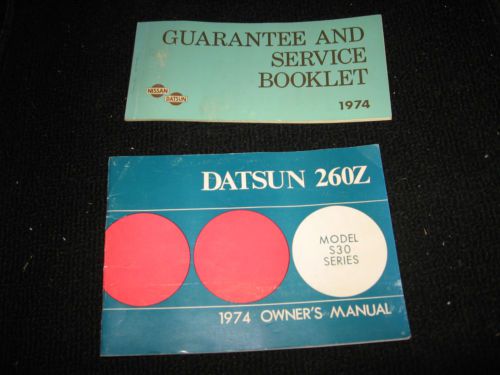 GUARANTEE AND
SERVICE
BOOKLET
NISSAN
DATSUN
1974
DATSUN 260Z
MODEL
S30
SERIES
1974 OWNER'S MANUAL